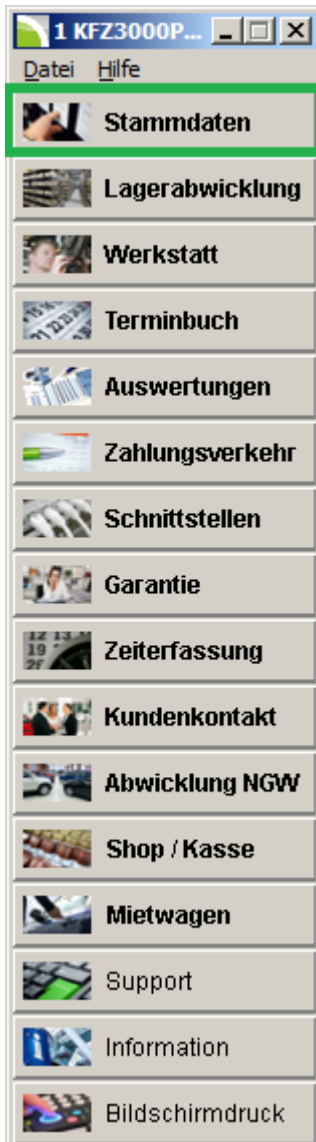 1 KFZ3000P...
Datei Hilfe
Stammdaten
Lagerabwicklung
Werkstatt
Terminbuch
Auswertungen
Zahlungsverkehr
Schnittstellen
Garantie
Zeiterfassung
Kundenkontakt
Abwicklung NGW
Shop / Kasse
Mietwagen
Support
Information
Bildschirmdruck